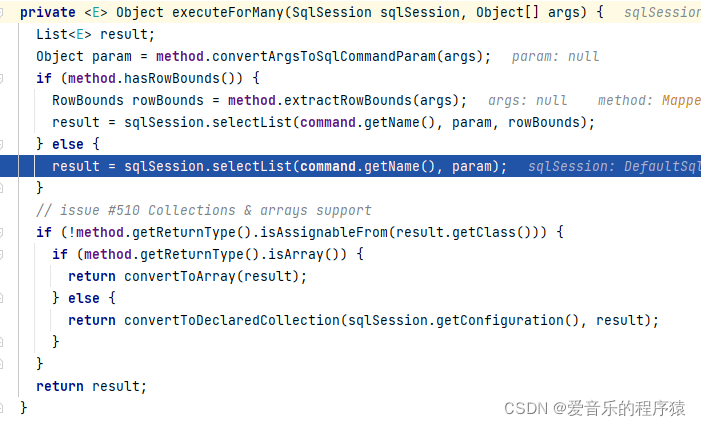 private <E> Object executeForMany(SqlSession sqlSession, Object[] args) {   sqlSession
  List<E> result;
  Object param = method.convertArgsToSqlCommandParam(args);   param: null
  if (method.hasRowBounds()) {
    RowBounds rowBounds = method.extractRowBounds(args);   args: null    method: Mappe
    result = sqlSession.selectList(command.getName(), param, rowBounds);
  } else {
    result = sqlSession.selectList(command.getName(), param);   sqlSession: DefaultSql
  }
  // issue #510 Collections & arrays support
  if (!method.getReturnType().isAssignableFrom(result.getClass())) {
    if (method.getReturnType().isArray()) {
      return convertToArray(result);
    } else {
      return convertToDeclaredCollection(sqlSession.getConfiguration(), result);
    }
  }
  return result;
}
CSDN @爱音乐的程序猿